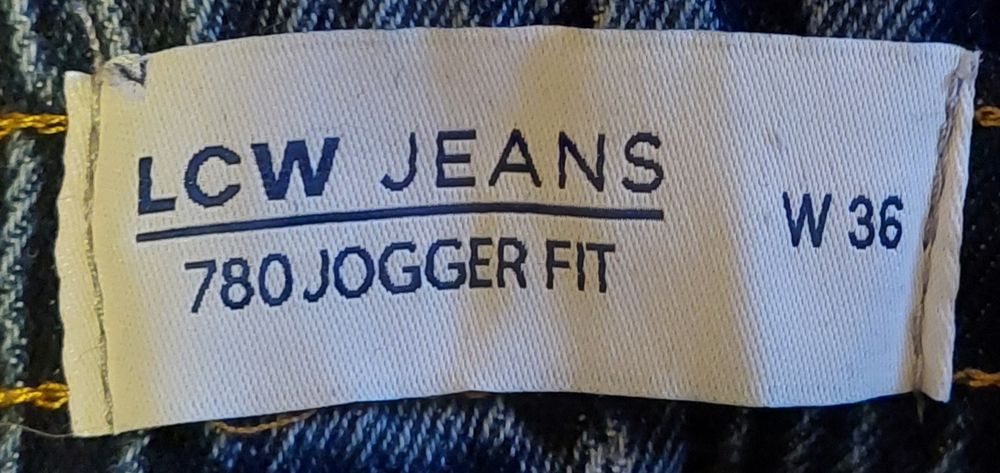 LCW JEANS
780 JOGGER FIT
W 36